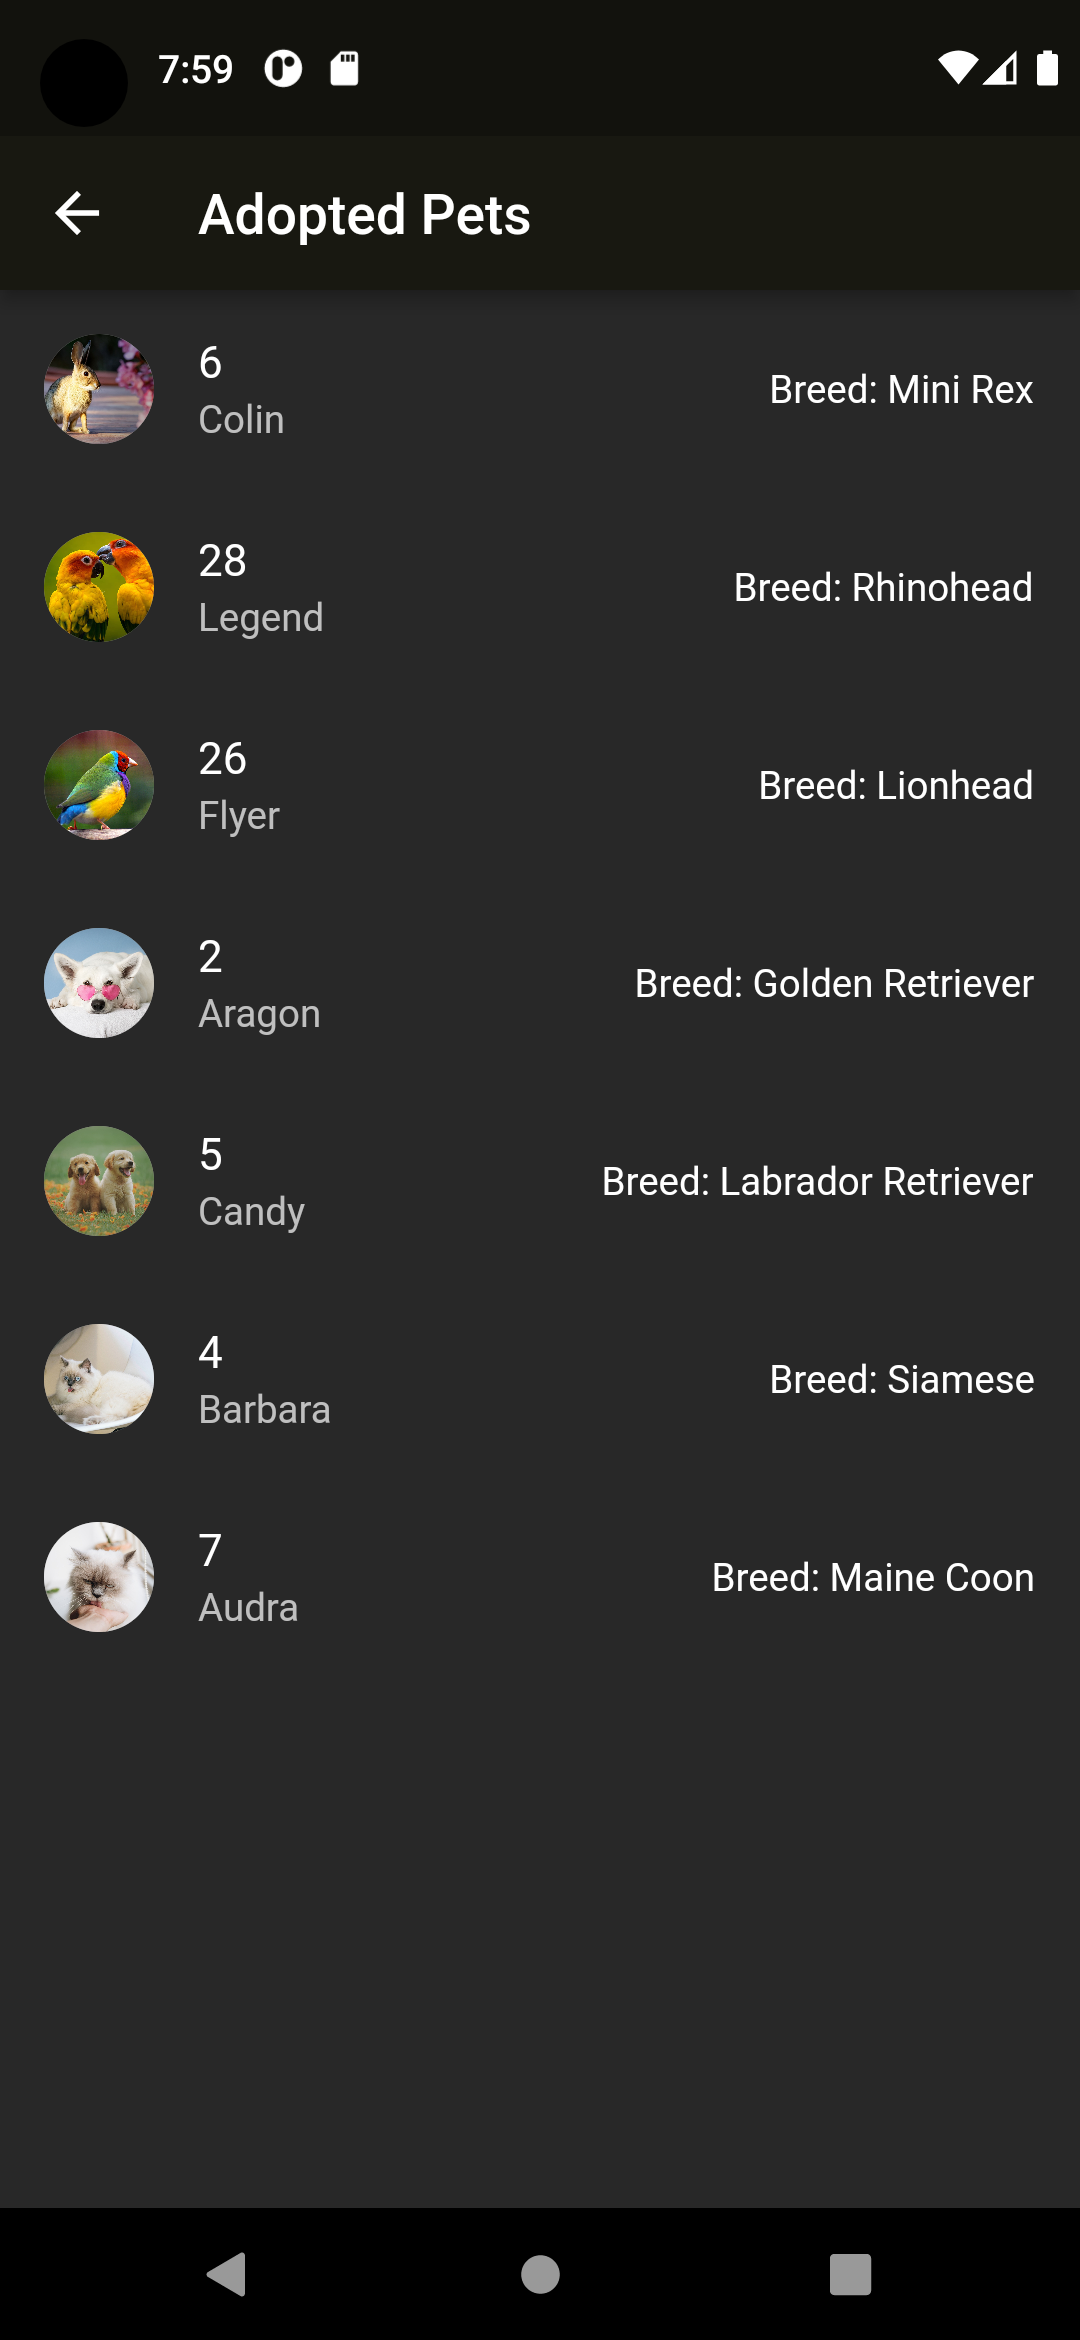 7:59
Adopted Pets
6
Colin
Breed: Mini Rex
28
Legend
Breed: Rhinohead
26
Flyer
Breed: Lionhead
2
Aragon
Breed: Golden Retriever
5
Candy
Breed: Labrador Retriever
4
Barbara
Breed: Siamese
7
Audra
Breed: Maine Coon